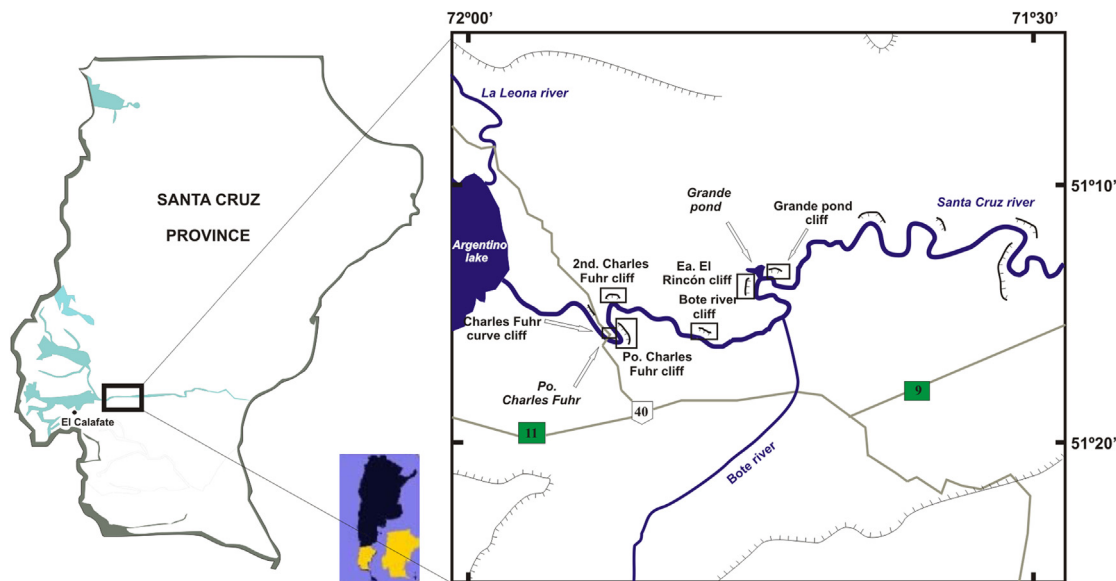 72º00'
71º30'
La Leona river
SANTA CRUZ
PROVINCE
51º10'
Grande
pond
Grande pond
cliff
Santa Cruz river
Argentino
lake
2nd. Charles
Fuhr cliff
Ea. El
Rincón cliff
Bote river
cliff
Charles Fuhr
curve cliff
Po. Charles
Fuhr cliff
Po.
Charles Fuhr
9
40
El Calafate
11
51º20'
Bote river